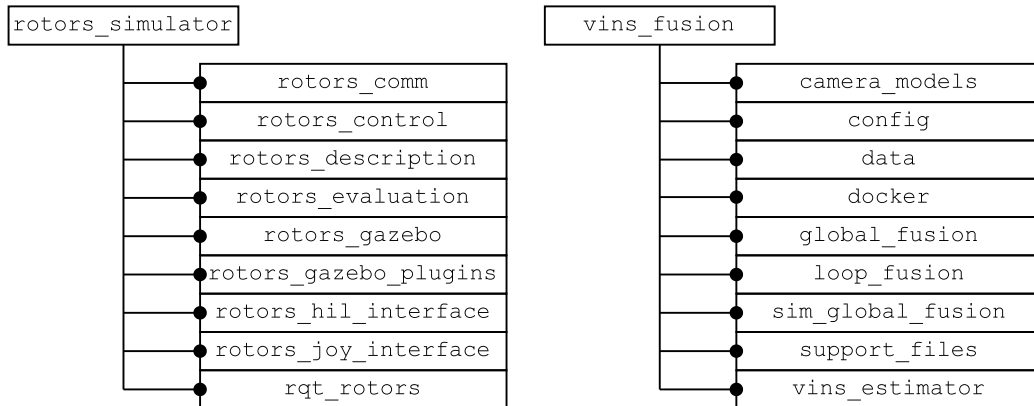 rotors_simulator
rotors_comm
rotors_control
rotors_description
rotors_evaluation
rotors_gazebo
rotors_gazebo_plugins
rotors_hil_interface
rotors_joy_interface
rqt_rotors
vins_fusion
camera_models
config
data
docker
global_fusion
loop_fusion
sim_global_fusion
support_files
vins_estimator